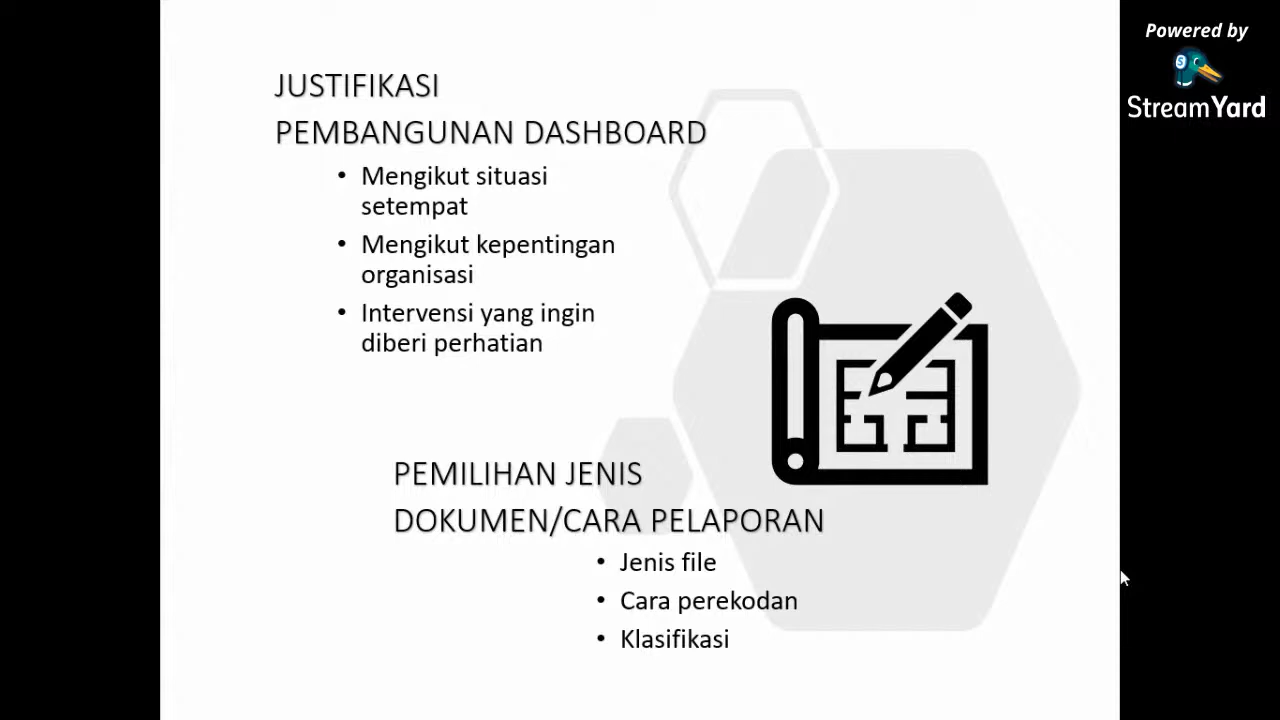 Powered by
StreamYard
JUSTIFIKASI
PEMBANGUNAN DASHBOARD
• Mengikut situasi
setempat
• Mengikut kepentingan
organisasi
• Intervensi yang ingin
diberi perhatian
PEMILIHAN JENIS
DOKUMEN/CARA PELAPORAN
• Jenis file
• Cara perekodan
• Klasifikasi